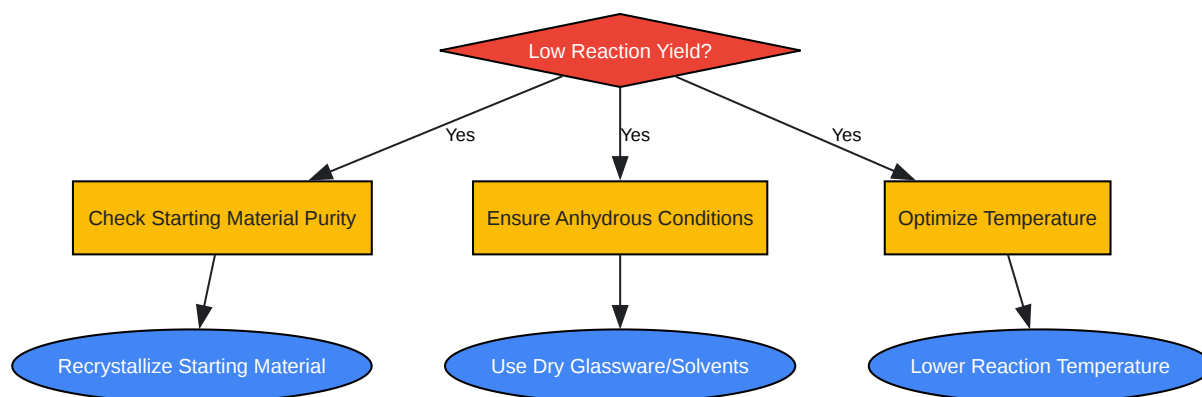 Low Reaction Yield?
Yes
Yes
Yes
Check Starting Material Purity
Ensure Anhydrous Conditions
Optimize Temperature
Recrystallize Starting Material
Use Dry Glassware/Solvents
Lower Reaction Temperature